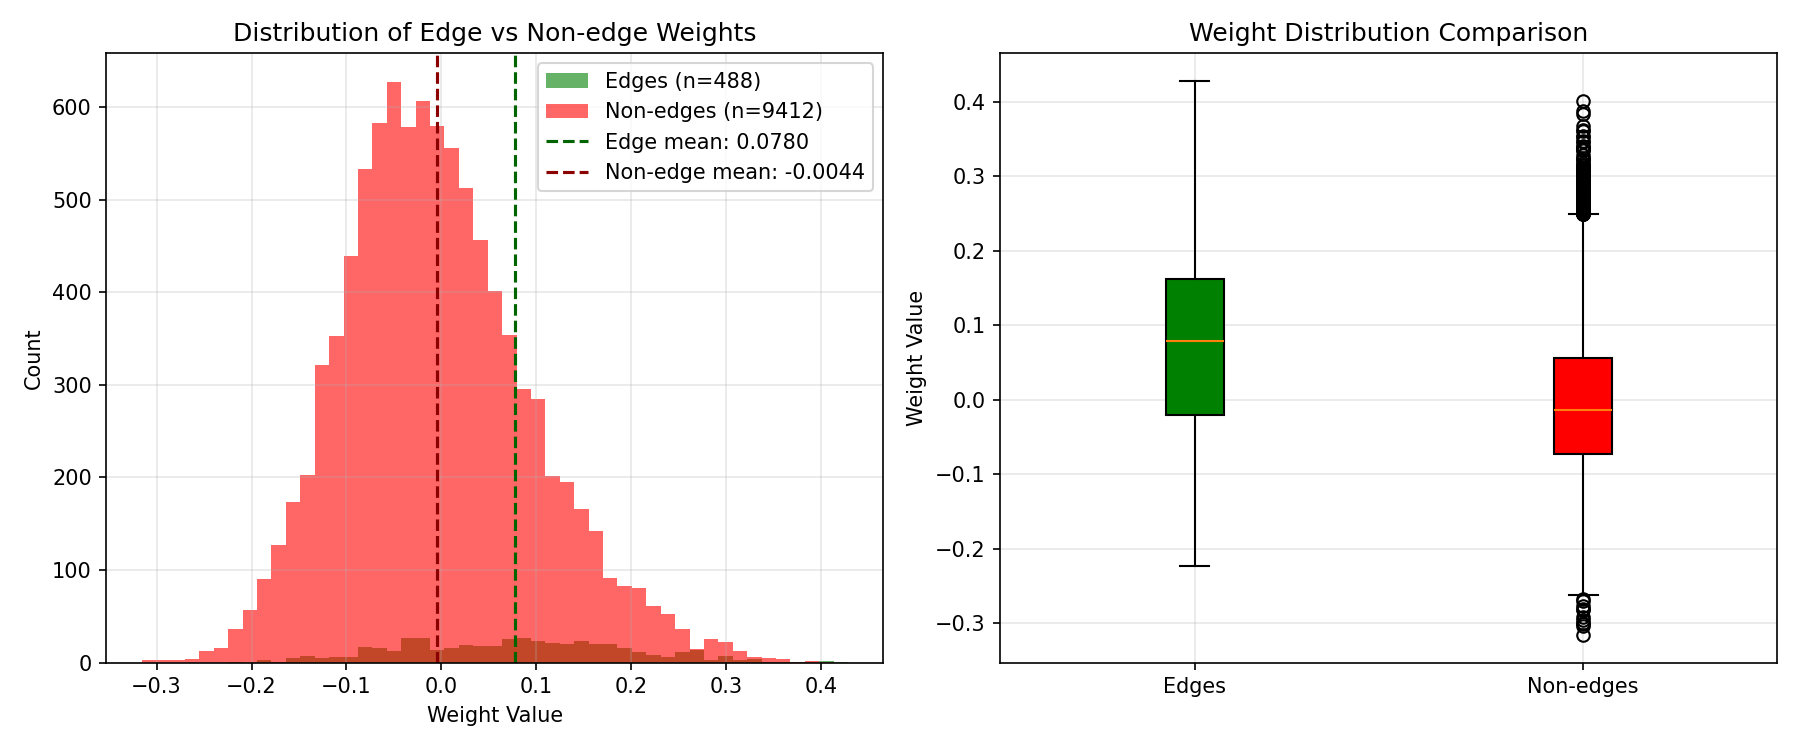 Distribution of Edge vs Non-edge Weights
600
500
400
300
200
100
0
Count
Edges (n=488)
Non-edges (n=9412)
Edge mean: 0.0780
Non-edge mean: -0.0044
−0.3 −0.2 −0.1 0.0 0.1 0.2 0.3 0.4
Weight Value
Weight Distribution Comparison
0.4
0.3
0.2
0.1
0.0
−0.1
−0.2
−0.3
Weight Value
Edges Non-edges